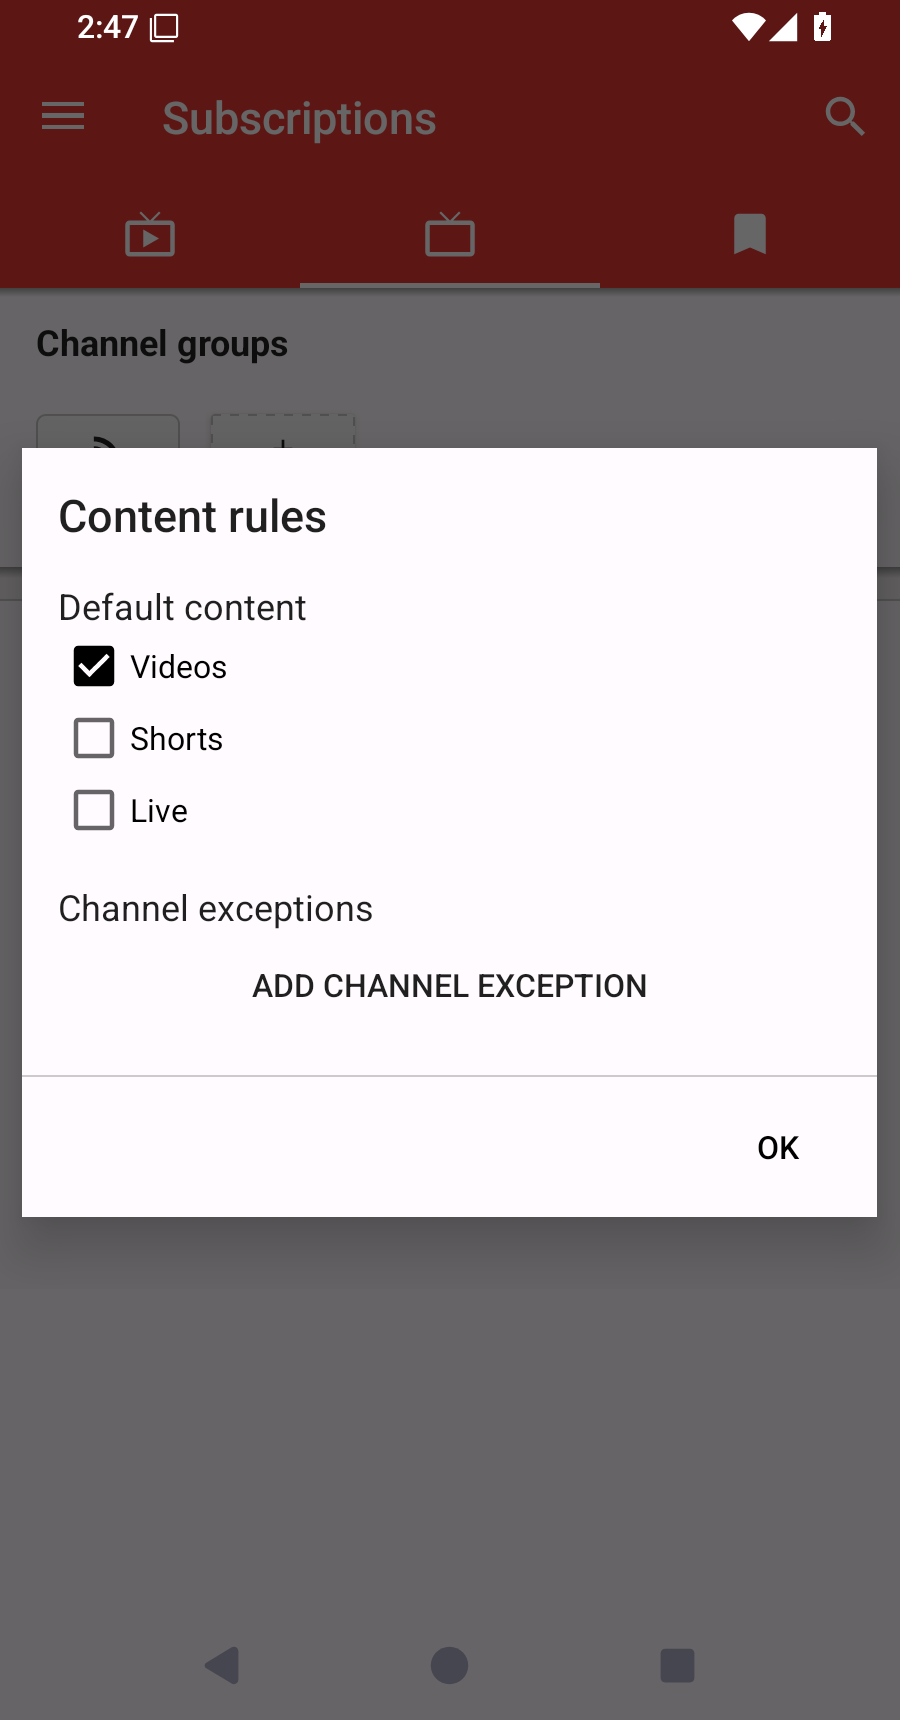 2:47
Subscriptions
Channel groups
Content rules
Default content
Videos
Shorts
Live
Channel exceptions
ADD CHANNEL EXCEPTION
OK